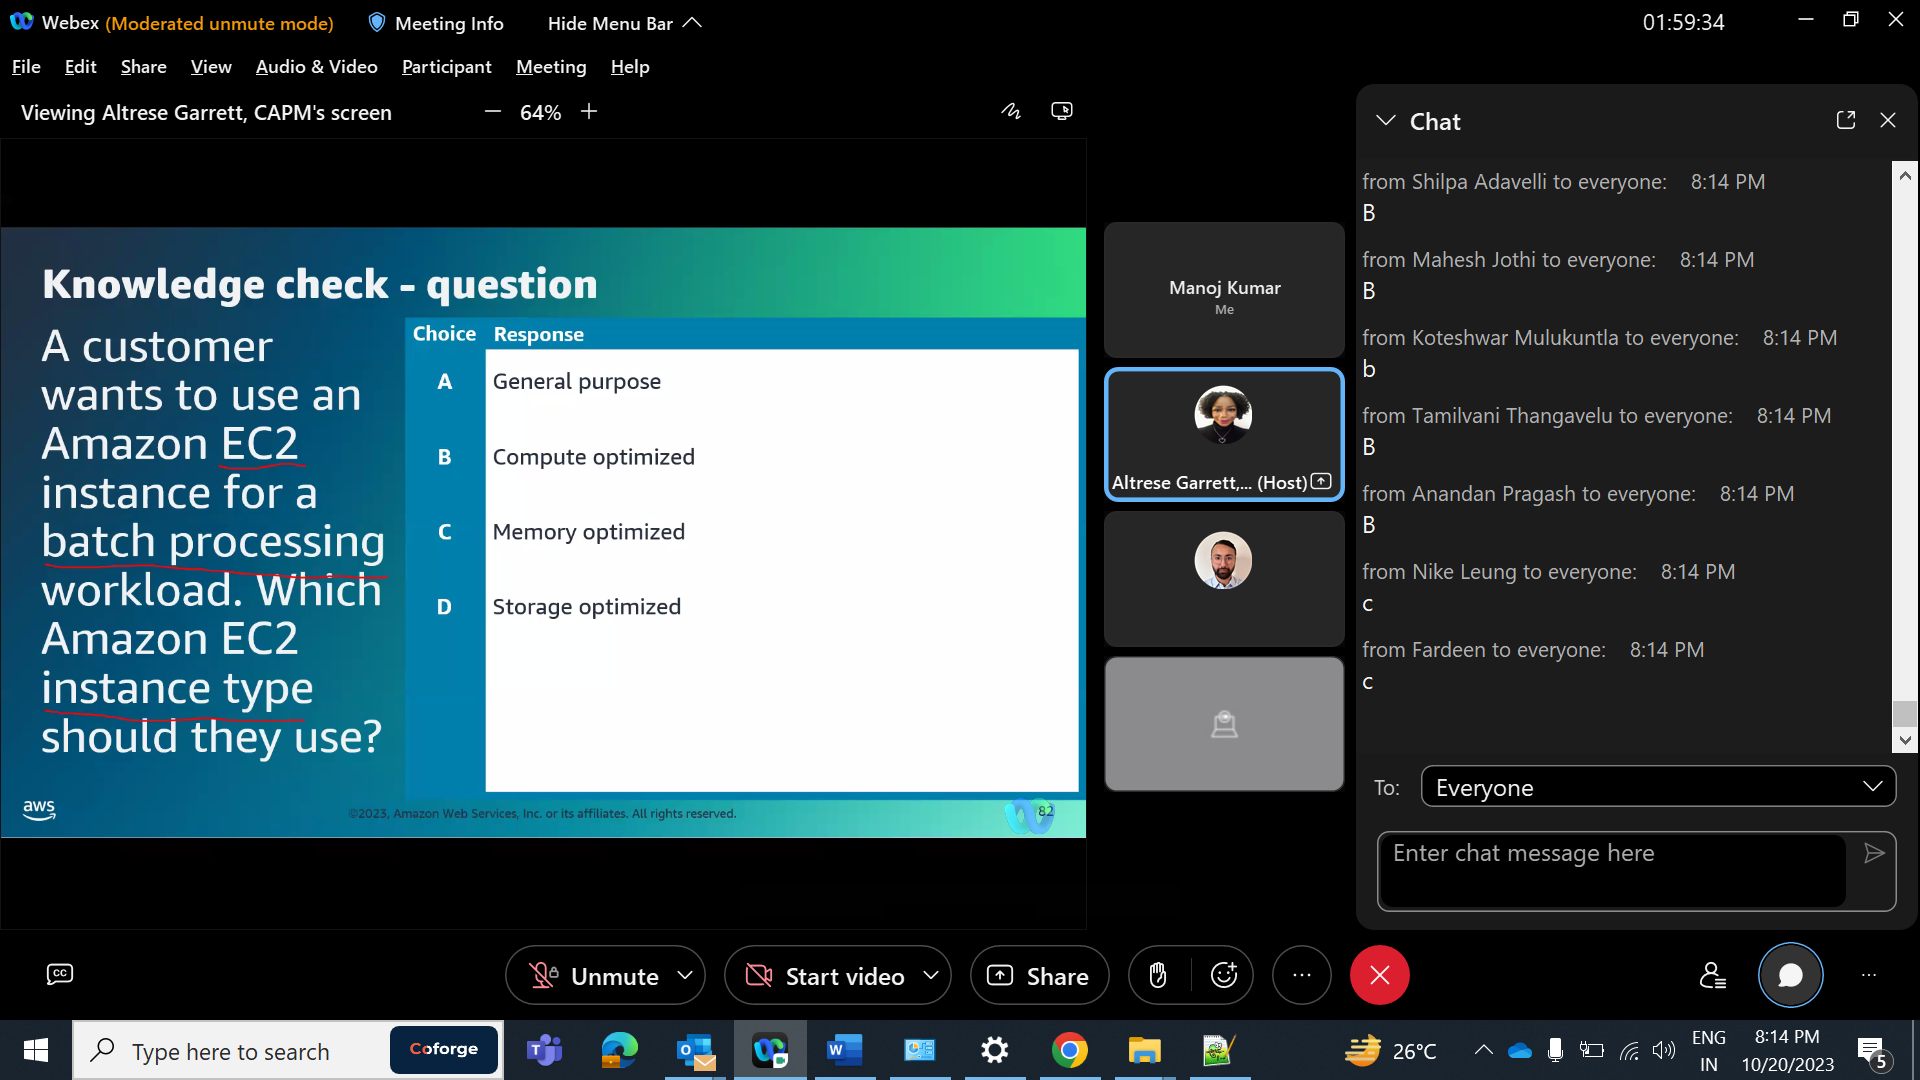 Webex (Moderated unmute mode)
Meeting Info
Hide Menu Bar
01:59:34
File Edit Share View Audio & Video Participant Meeting Help
Viewing Altrese Garrett, CAPM's screen
64%
Knowledge check - question
A customer
wants to use an
Amazon EC2
instance for a
batch processing
workload. Which
Amazon EC2
instance type
should they use?
Choice Response
A General purpose
B Compute optimized
C Memory optimized
D Storage optimized
aws
©2023, Amazon Web Services, Inc. or its affiliates. All rights reserved.
82
Manoj Kumar
Me
Altrese Garrett,... (Host)
Chat
from Shilpa Adavelli to everyone: 8:14 PM
B
from Mahesh Jothi to everyone: 8:14 PM
B
from Koteshwar Mulukuntla to everyone: 8:14 PM
b
from Tamilvani Thangavelu to everyone: 8:14 PM
B
from Anandan Pragash to everyone: 8:14 PM
B
from Nike Leung to everyone: 8:14 PM
c
from Fardeen to everyone: 8:14 PM
c
To: Everyone
Enter chat message here
CC
Unmute
Start video
Share
Type here to search
Coforge
26°C
ENG
IN
8:14 PM
10/20/2023
5